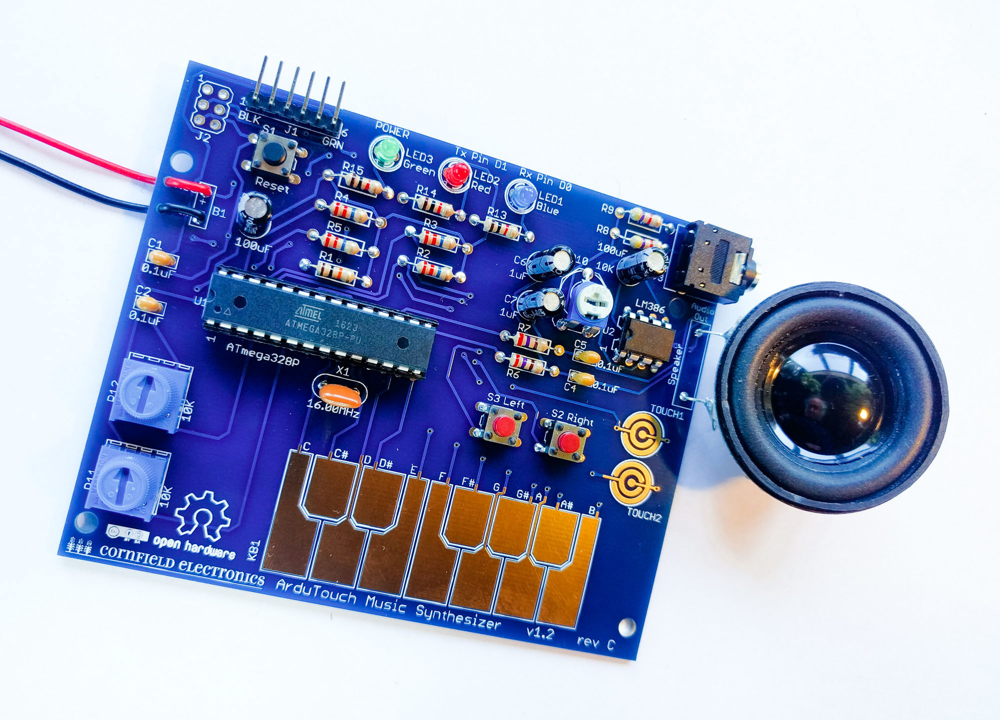 1
J2
1
BLK
J1
6
GRN
S1
Reset
POWER
LED3
Green
Tx Pin D1
LED2
Red
Rx Pin D0
LED1
Blue
+
B1
100uF
R15
R4
R5
R1
R14
R3
R2
R13
R9
R8
100uF
C6
1uF
10K
C7
1uF
C1
0.1uF
C2
0.1uF
ATMEL
1623
ATMEGA328P-PU
1
ATmega328P
X1
16.00MHz
LM386
U2
1
Audio
Out
Speaker
R7
R6
C5
0.1uF
C4
0.1uF
S3 Left
S2 Right
TOUCH1
TOUCH2
R12
10K
R11
10K
C
C#
D
D#
E
F
F#
G
G#
A
A#
B
KB1
BY SA
open hardware
cornfield electronics
ArduTouch Music Synthesizer v1.2 rev C